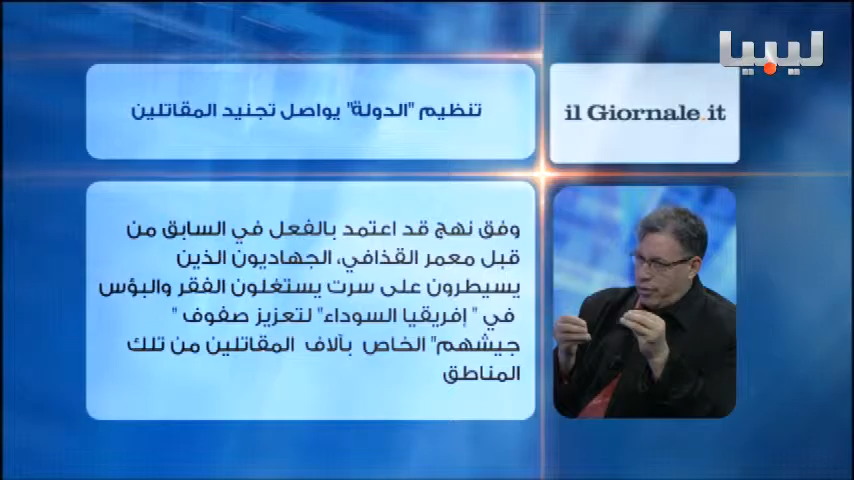 ليبيا
تنظيم "الدولة" يواصل تجنيد المقاتلين
il Giornale.it
وفق نهج قد اعتمد بالفعل في السابق من
قبل معمر القذافي، الجهاديون الذين
يسيطرون على سرت يستغلون الفقر والبؤس
في " إفريقيا السوداء" لتعزيز صفوف "
جيشهم" الخاص بآلاف المقاتلين من تلك
المناطق